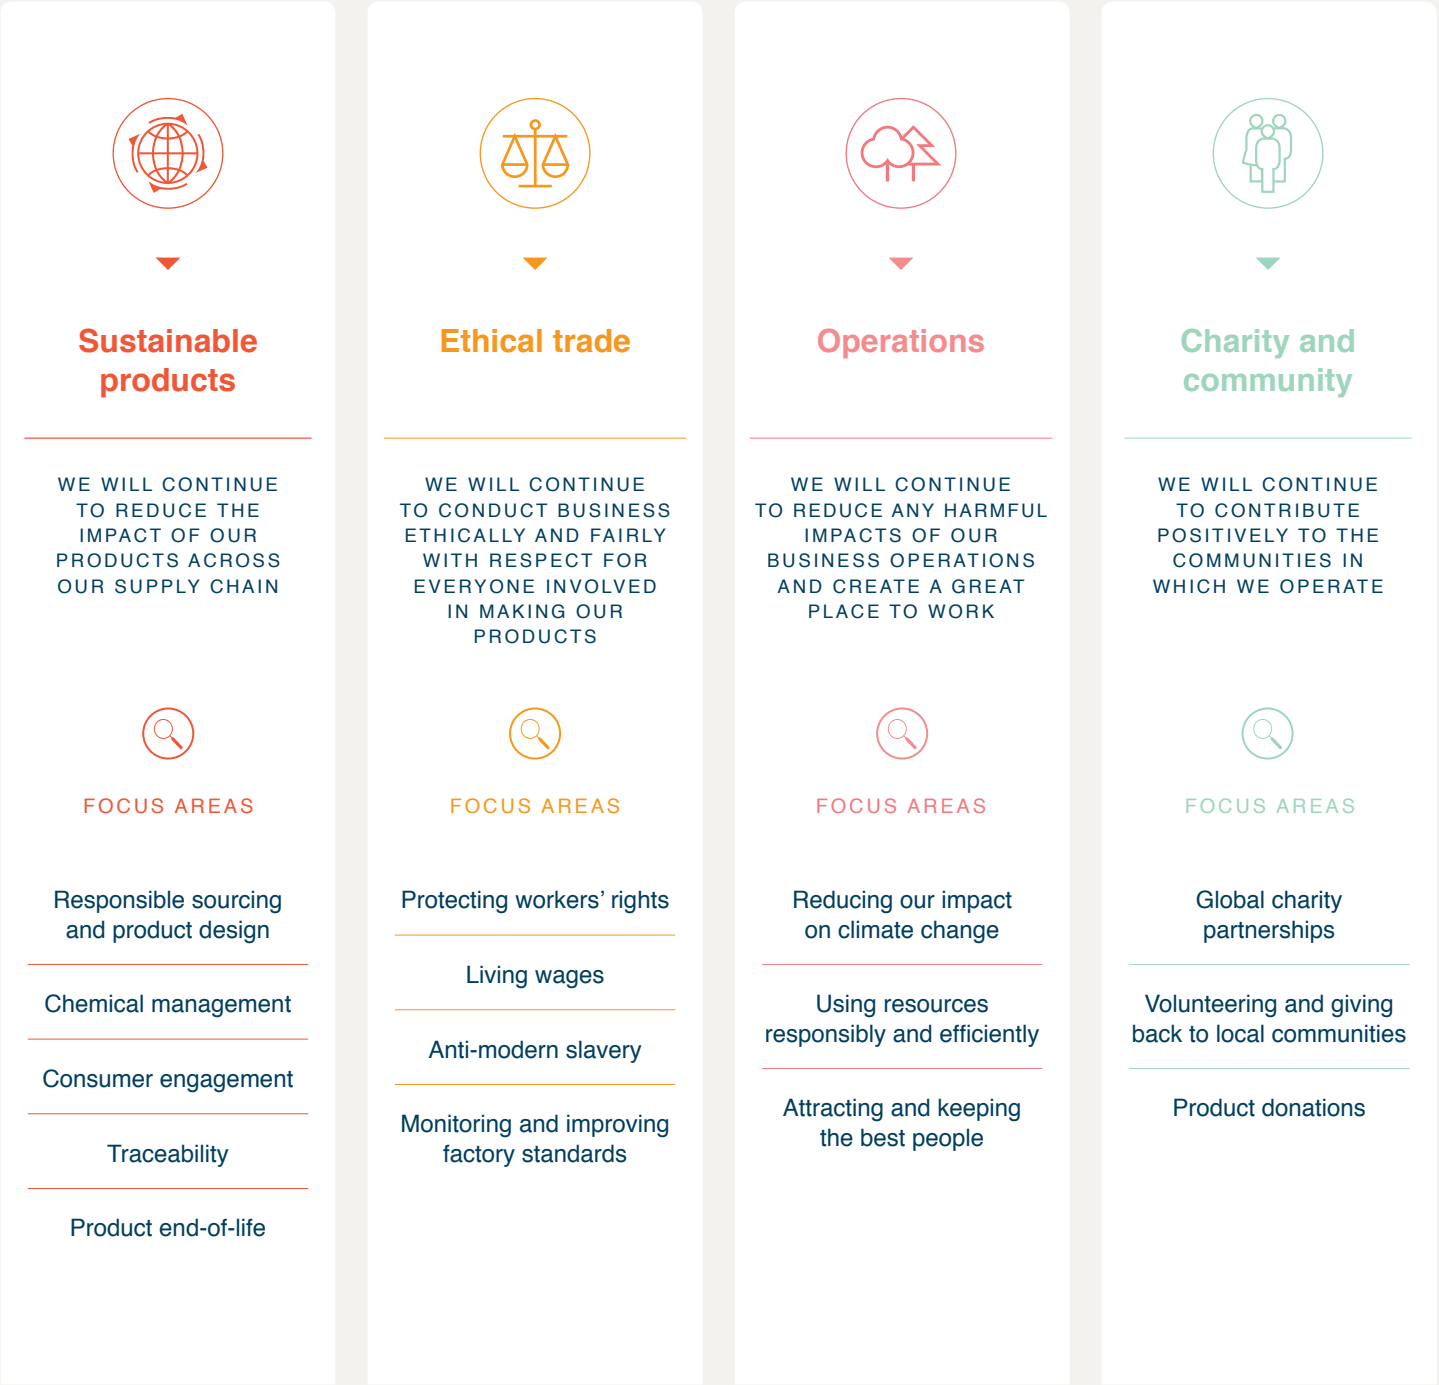 Sustainable
products
WE WILL CONTINUE
TO REDUCE THE
IMPACT OF OUR
PRODUCTS ACROSS
OUR SUPPLY CHAIN
FOCUS AREAS
Responsible sourcing
and product design
Chemical management
Consumer engagement
Traceability
Product end-of-life
Ethical trade
WE WILL CONTINUE
TO CONDUCT BUSINESS
ETHICALLY AND FAIRLY
WITH RESPECT FOR
EVERYONE INVOLVED
IN MAKING OUR
PRODUCTS
FOCUS AREAS
Protecting workers’ rights
Living wages
Anti-modern slavery
Monitoring and improving
factory standards
Operations
WE WILL CONTINUE
TO REDUCE ANY HARMFUL
IMPACTS OF OUR
BUSINESS OPERATIONS
AND CREATE A GREAT
PLACE TO WORK
FOCUS AREAS
Reducing our impact
on climate change
Using resources
responsibly and efficiently
Attracting and keeping
the best people
Charity and
community
WE WILL CONTINUE
TO CONTRIBUTE
POSITIVELY TO THE
COMMUNITIES IN
WHICH WE OPERATE
FOCUS AREAS
Global charity
partnerships
Volunteering and giving
back to local communities
Product donations